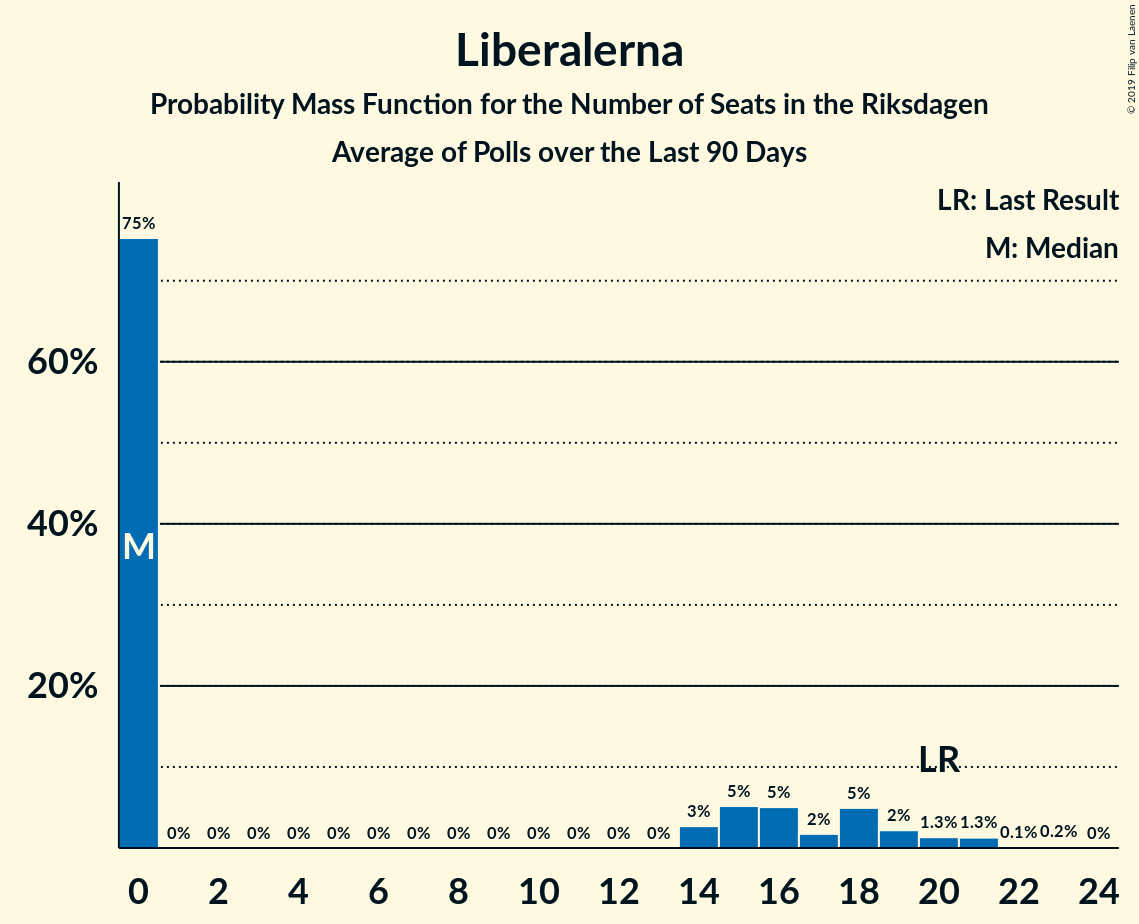 Liberalerna
Probability Mass Function for the Number of Seats in the Riksdagen
Average of Polls over the Last 90 Days
© 2019 Filip van Laenen
LR: Last Result
M: Median
75%
60%
40%
20%
M
LR
0% 0% 0% 0% 0% 0% 0% 0% 0% 0% 0% 0% 0% 3% 5% 5% 2% 5% 2% 1.3% 1.3% 0.1% 0.2% 0%
0 2 4 6 8 10 12 14 16 18 20 22 24